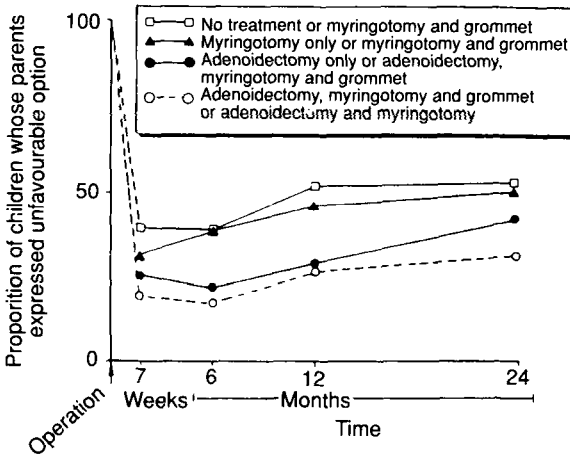 100
No treatment or myringotomy and grommet
Myringotomy only or myringotomy and grommet
Adenoidectomy only or adenoidectomy,
myringotomy and grommet
Adenoidectomy, myringotomy and grommet
or adenoidectomy and myringotomy
Proportion of children whose parents
expressed unfavourable option
50
0
7
6
12
24
Operation
Weeks
Months
Time